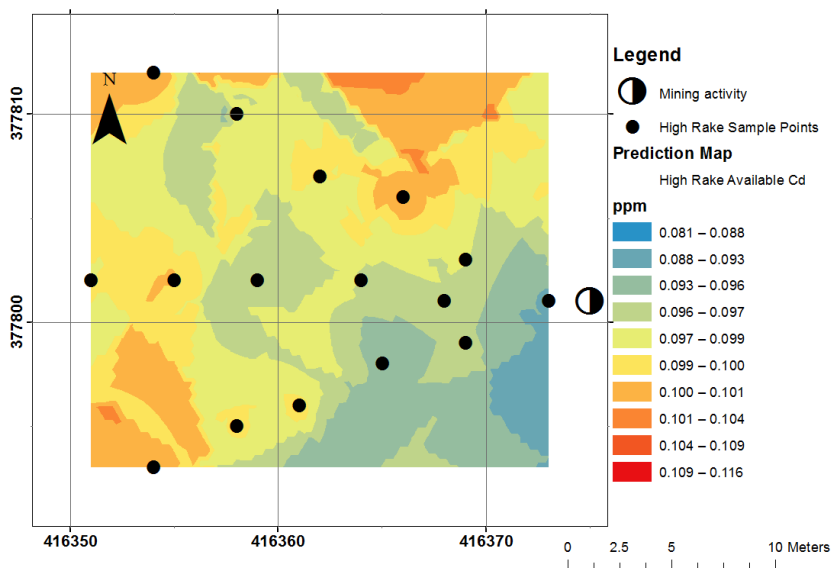 N
377810
377800
416350
416360
416370
Legend
Mining activity
High Rake Sample Points
Prediction Map
High Rake Available Cd
ppm
0.081 – 0.088
0.088 – 0.093
0.093 – 0.096
0.096 – 0.097
0.097 – 0.099
0.099 – 0.100
0.100 – 0.101
0.101 – 0.104
0.104 – 0.109
0.109 – 0.116
0 2.5 5 10 Meters